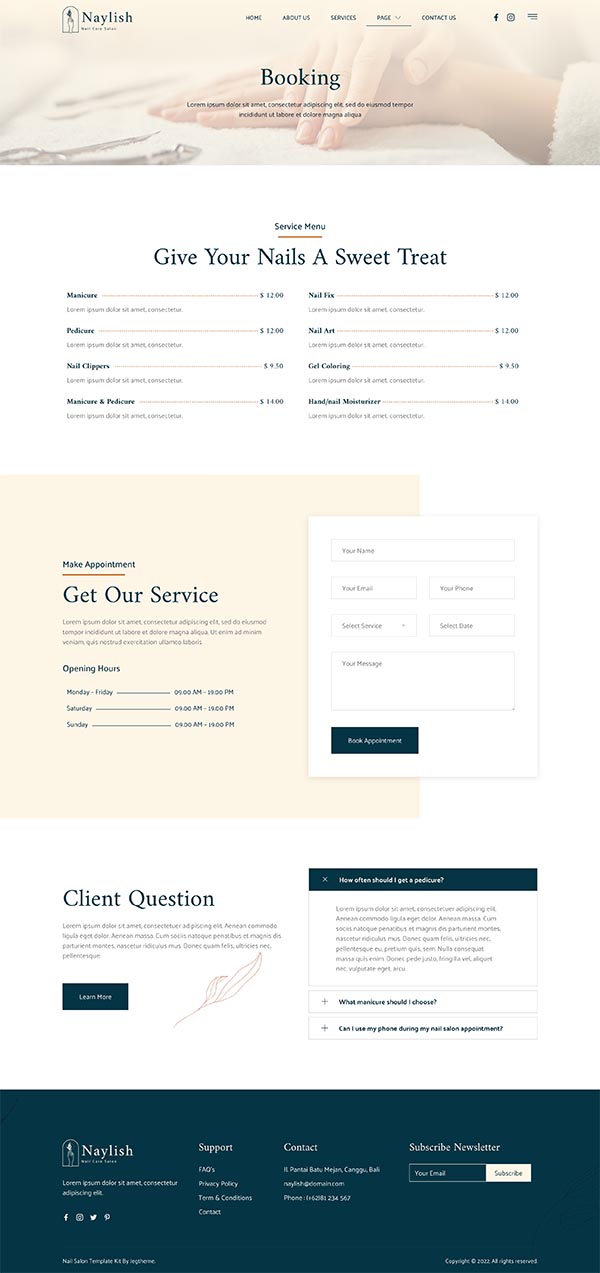 Naylish
Nail Care Salon
HOME ABOUT US SERVICES PAGE CONTACT US
Booking
Lorem ipsum dolor sit amet, consectetur adipiscing elit, sed do eiusmod tempor
incididunt ut labore et dolore magna aliqua
Service Menu
Give Your Nails A Sweet Treat
Manicure $ 12.00
Lorem ipsum dolor sit amet, consectetur.
Pedicure $ 12.00
Lorem ipsum dolor sit amet, consectetur.
Nail Clippers $ 9.50
Lorem ipsum dolor sit amet, consectetur.
Manicure & Pedicure $ 14.00
Lorem ipsum dolor sit amet, consectetur.
Nail Fix $ 12.00
Lorem ipsum dolor sit amet, consectetur.
Nail Art $ 12.00
Lorem ipsum dolor sit amet, consectetur.
Gel Coloring $ 9.50
Lorem ipsum dolor sit amet, consectetur.
Hand/nail Moisturizer $ 14.00
Lorem ipsum dolor sit amet, consectetur.
Make Appointment
Get Our Service
Lorem ipsum dolor sit amet, consectetur adipiscing elit, sed do eiusmod
tempor incididunt ut labore et dolore magna aliqua. Ut enim ad minim
veniam, quis nostrud exercitation ullamco laboris
Opening Hours
Monday - Friday 09.00 AM - 19.00 PM
Saturday 09.00 AM - 19.00 PM
Sunday 09.00 AM - 19.00 PM
Your Name
Your Email Your Phone
Select Service Select Date
Your Message
Book Appointment
Client Question
Lorem ipsum dolor sit amet, consectetuer adipiscing
elit. Aenean massa. Cum sociis natoque penatibus et magnis dis
parturient montes, nascetur ridiculus mus. Donec quam felis, ultricies nec,
pellentesque
Learn More
How often should I get a pedicure?
Lorem ipsum dolor sit amet, consectetuer adipiscing elit.
Aenean commodo ligula eget dolor. Aenean massa. Cum
sociis natoque penatibus et magnis dis parturient montes,
nascetur ridiculus mus. Donec quam felis, ultricies nec,
pellentesque eu, pretium quis, sem. Nulla consequat
massa quis enim. Donec pede justo, fringilla vel, aliquet
nec, vulputate eget, arcu.
What manicure should I choose?
Can I use my phone during my nail salon appointment?
Naylish
Nail Care Salon
Lorem ipsum dolor sit amet, consectetur
adipiscing elit.
Support
FAQ's
Privacy Policy
Term & Conditions
Contact
Contact
Jl. Pantai Batu Mejan, Canggu, Bali
naylish@domain.com
Phone : (+62)81 234 567
Subscribe Newsletter
Your Email Subscribe
Nail Salon Template Kit By Jegtheme. Copyright © 2022. All rights reserved.